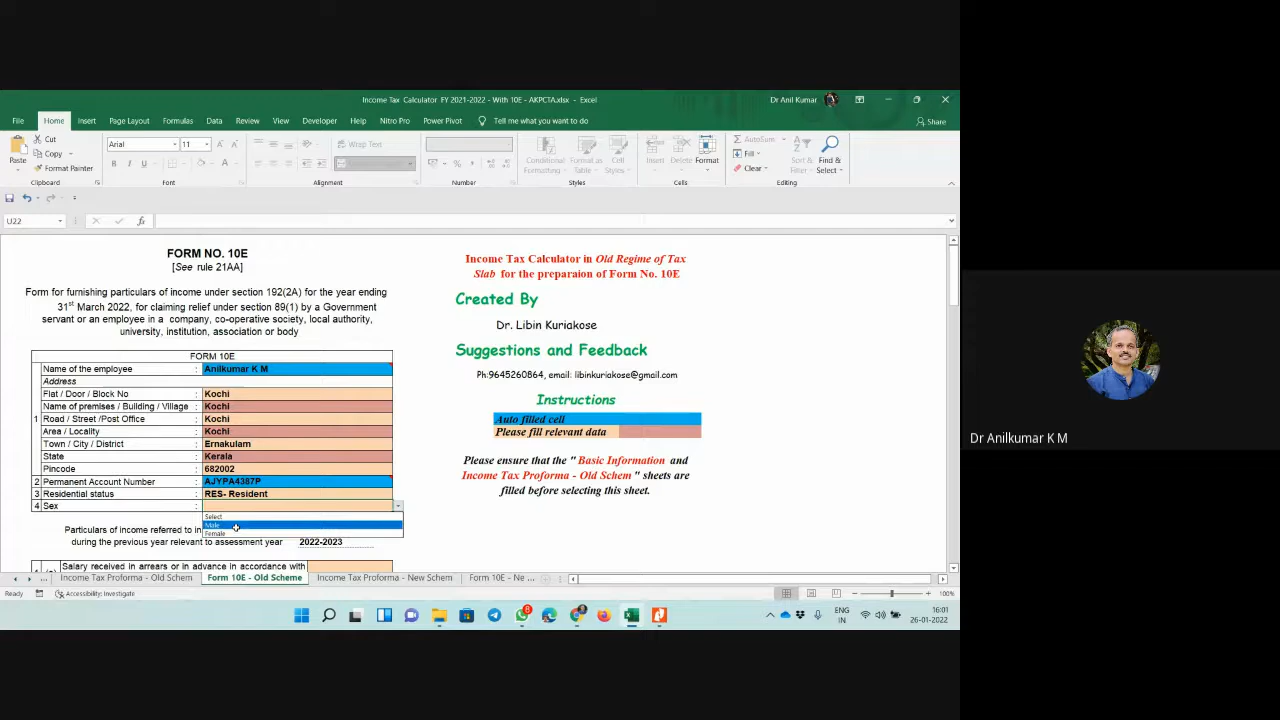 Income Tax Calculator FY 2021-2022 - With 10E - AKPCTA.xlsx - Excel
Dr Anil Kumar
File Home Insert Page Layout Formulas Data Review View Developer Help Nitro Pro Power Pivot Tell me what you want to do Share
Paste
Cut
Copy
Format Painter
Clipboard
Arial 11
B I U
Font
Wrap Text
Alignment
Number
Conditional Formatting
Format as Table
Cell Styles
Styles
Insert Delete Format
Cells
AutoSum
Fill
Clear
Sort & Filter
Find & Select
Editing
U22
fx
FORM NO. 10E
[See rule 21AA]
Form for furnishing particulars of income under section 192(2A) for the year ending
31st March 2022, for claiming relief under section 89(1) by a Government
servant or an employee in a company, co-operative society, local authority,
university, institution, association or body
FORM 10E
Name of the employee : Anilkumar K M
Address
Flat / Door / Block No : Kochi
Name of premises / Building / Village : Kochi
1 Road / Street /Post Office : Kochi
Area / Locality : Kochi
Town / City / District : Ernakulam
State : Kerala
Pincode : 682002
2 Permanent Account Number : AJYPA4387P
3 Residential status : RES- Resident
4 Sex :
Select
Male
Female
Particulars of income referred to in
during the previous year relevant to assessment year 2022-2023
Salary received in arrears or in advance in accordance with
Income Tax Calculator in Old Regime of Tax
Slab for the preparaion of Form No. 10E
Created By
Dr. Libin Kuriakose
Suggestions and Feedback
Ph:9645260864, email: libinkuriakose@gmail.com
Instructions
Auto filled cell
Please fill relevant data
Please ensure that the " Basic Information and
Income Tax Proforma - Old Schem " sheets are
filled before selecting this sheet.
... Income Tax Proforma - Old Schem Form 10E - Old Scheme Income Tax Proforma - New Schem Form 10E - Ne ...
Ready Accessibility: Investigate 100%
8
ENG
IN
16:01
26-01-2022
Dr Anilkumar K M